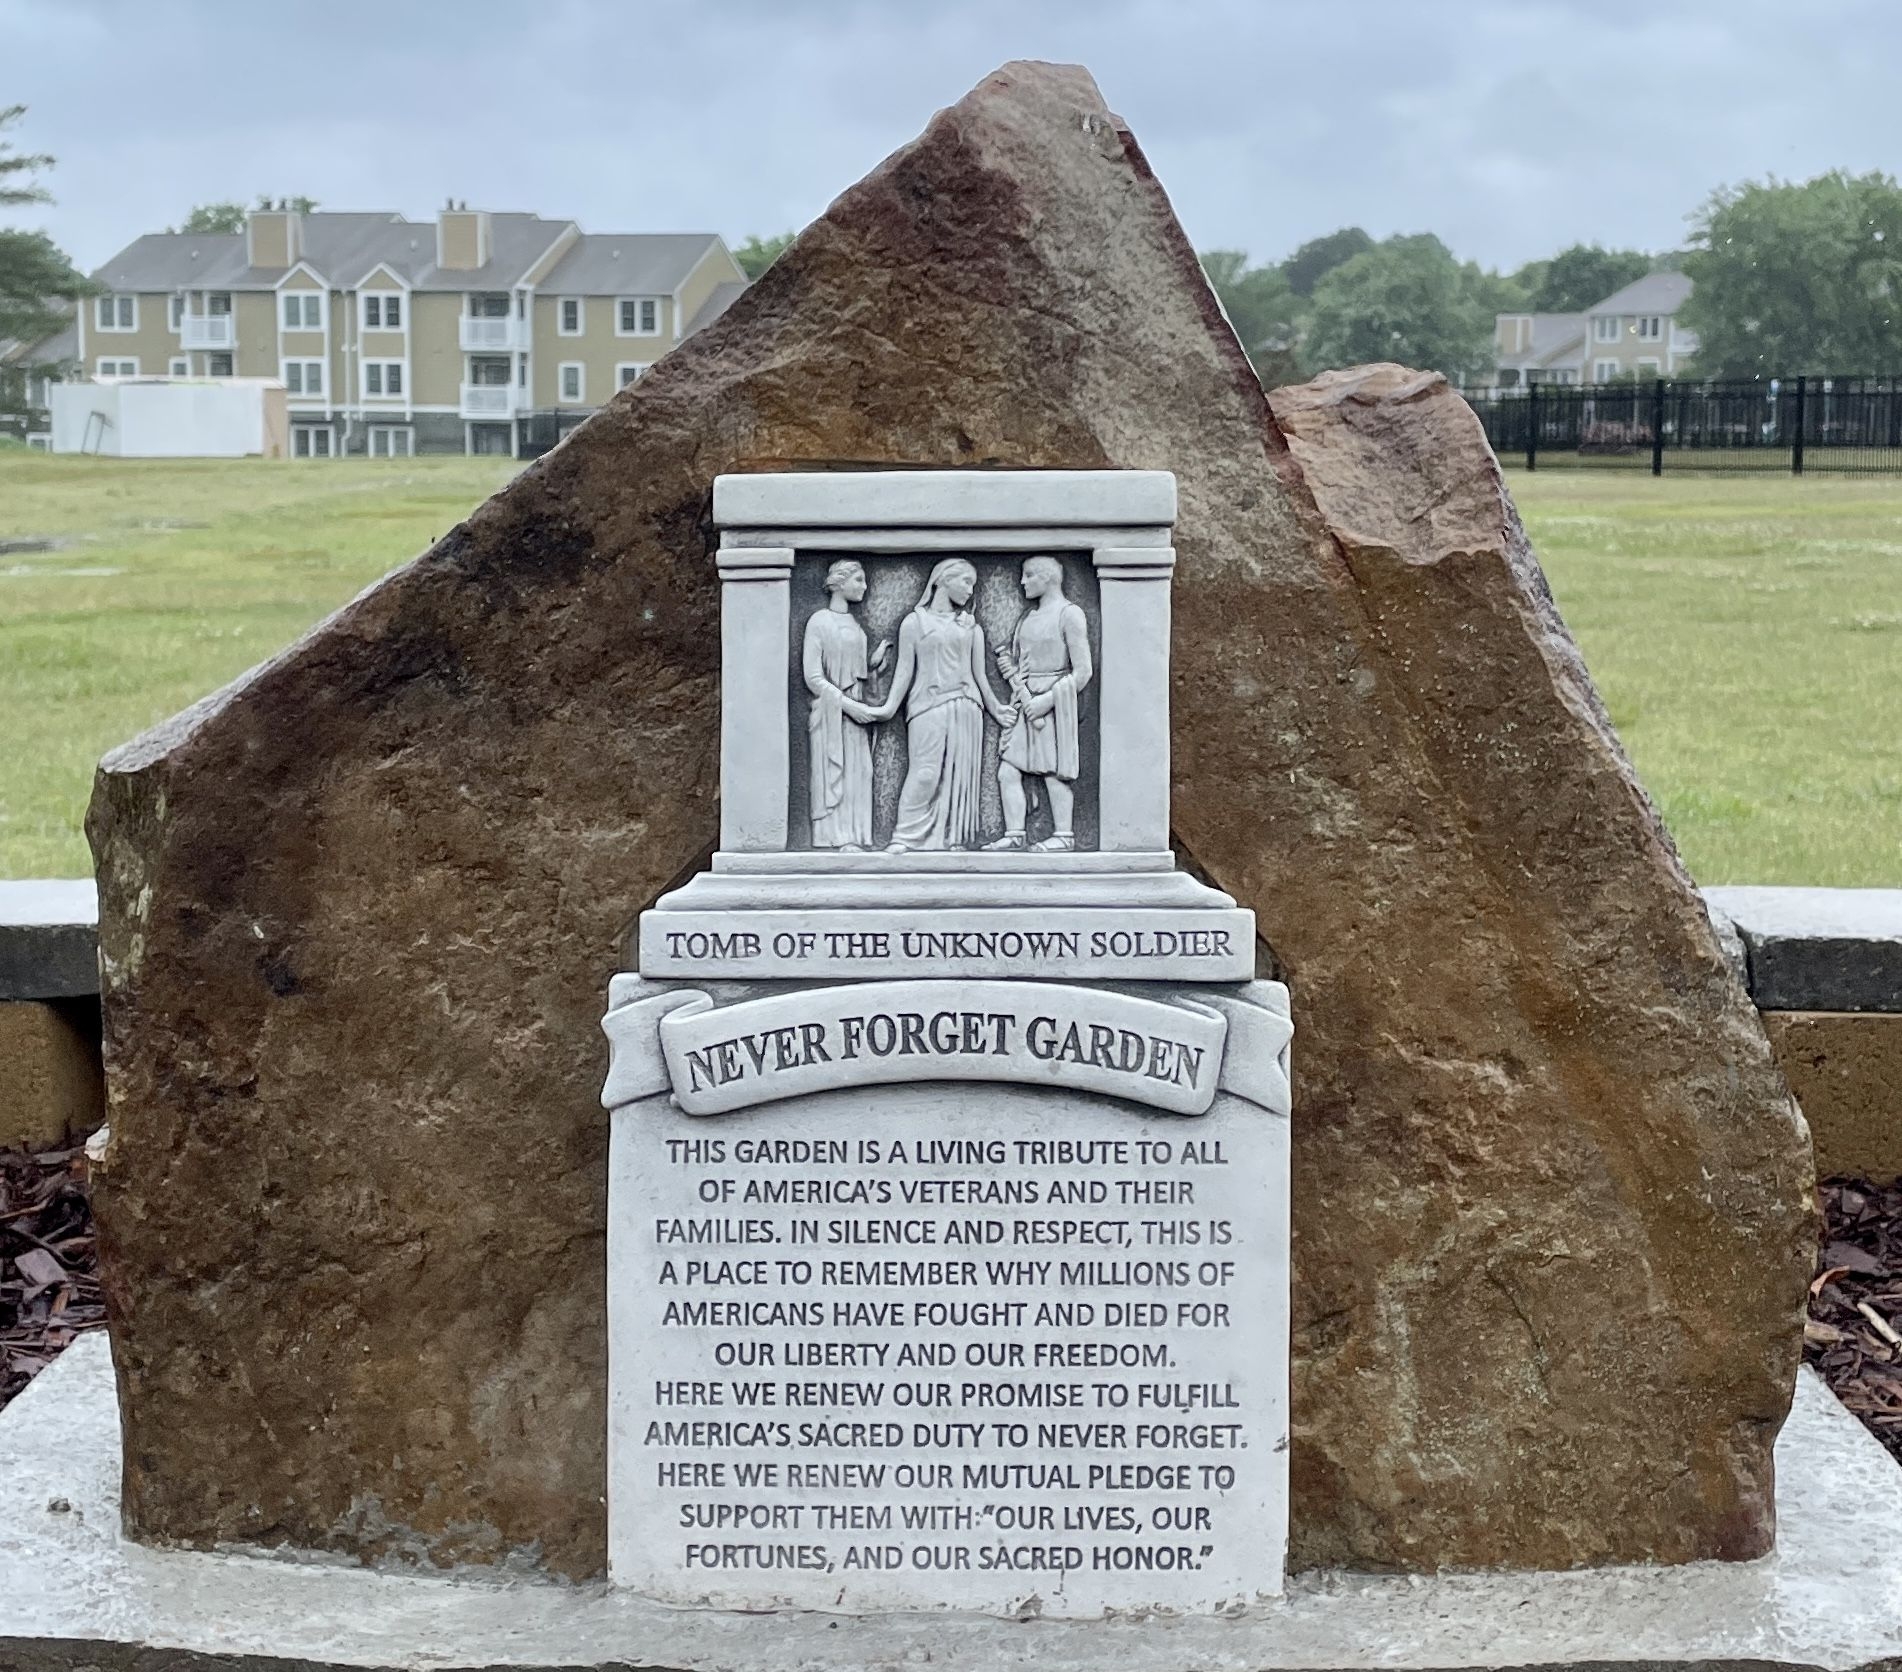 TOMB OF THE UNKNOWN SOLDIER
NEVER FORGET GARDEN
THIS GARDEN IS A LIVING TRIBUTE TO ALL
OF AMERICA'S VETERANS AND THEIR
FAMILIES. IN SILENCE AND RESPECT, THIS IS
A PLACE TO REMEMBER WHY MILLIONS OF
AMERICANS HAVE FOUGHT AND DIED FOR
OUR LIBERTY AND OUR FREEDOM.
HERE WE RENEW OUR PROMISE TO FULFILL
AMERICA'S SACRED DUTY TO NEVER FORGET.
HERE WE RENEW OUR MUTUAL PLEDGE TO
SUPPORT THEM WITH:"OUR LIVES, OUR
FORTUNES, AND OUR SACRED HONOR."